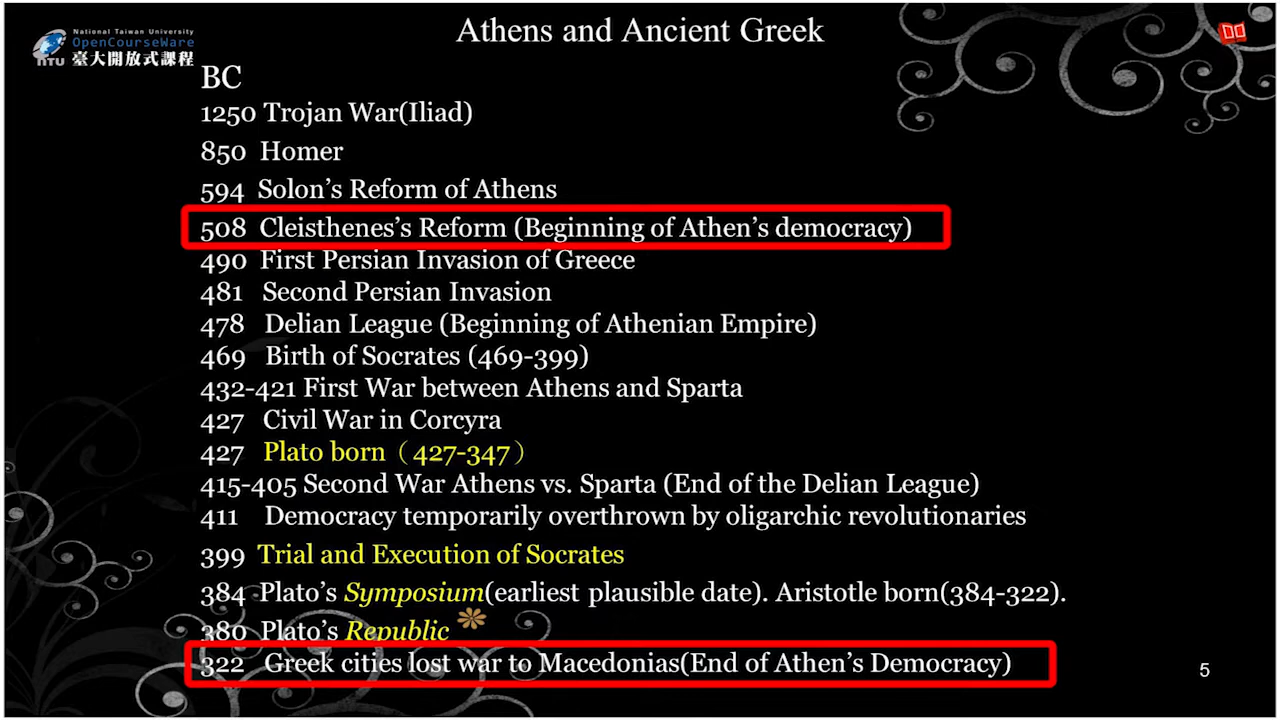 Athens and Ancient Greek
National Taiwan University
OpenCourseWare
NTU 臺大開放式課程
BC
1250 Trojan War(Iliad)
850 Homer
594 Solon’s Reform of Athens
508 Cleisthenes’s Reform (Beginning of Athen’s democracy)
490 First Persian Invasion of Greece
481 Second Persian Invasion
478 Delian League (Beginning of Athenian Empire)
469 Birth of Socrates (469-399)
432-421 First War between Athens and Sparta
427 Civil War in Corcyra
427 Plato born（427-347）
415-405 Second War Athens vs. Sparta (End of the Delian League)
411 Democracy temporarily overthrown by oligarchic revolutionaries
399 Trial and Execution of Socrates
384 Plato’s Symposium(earliest plausible date). Aristotle born(384-322).
380 Plato’s Republic
322 Greek cities lost war to Macedonias(End of Athen’s Democracy)
5